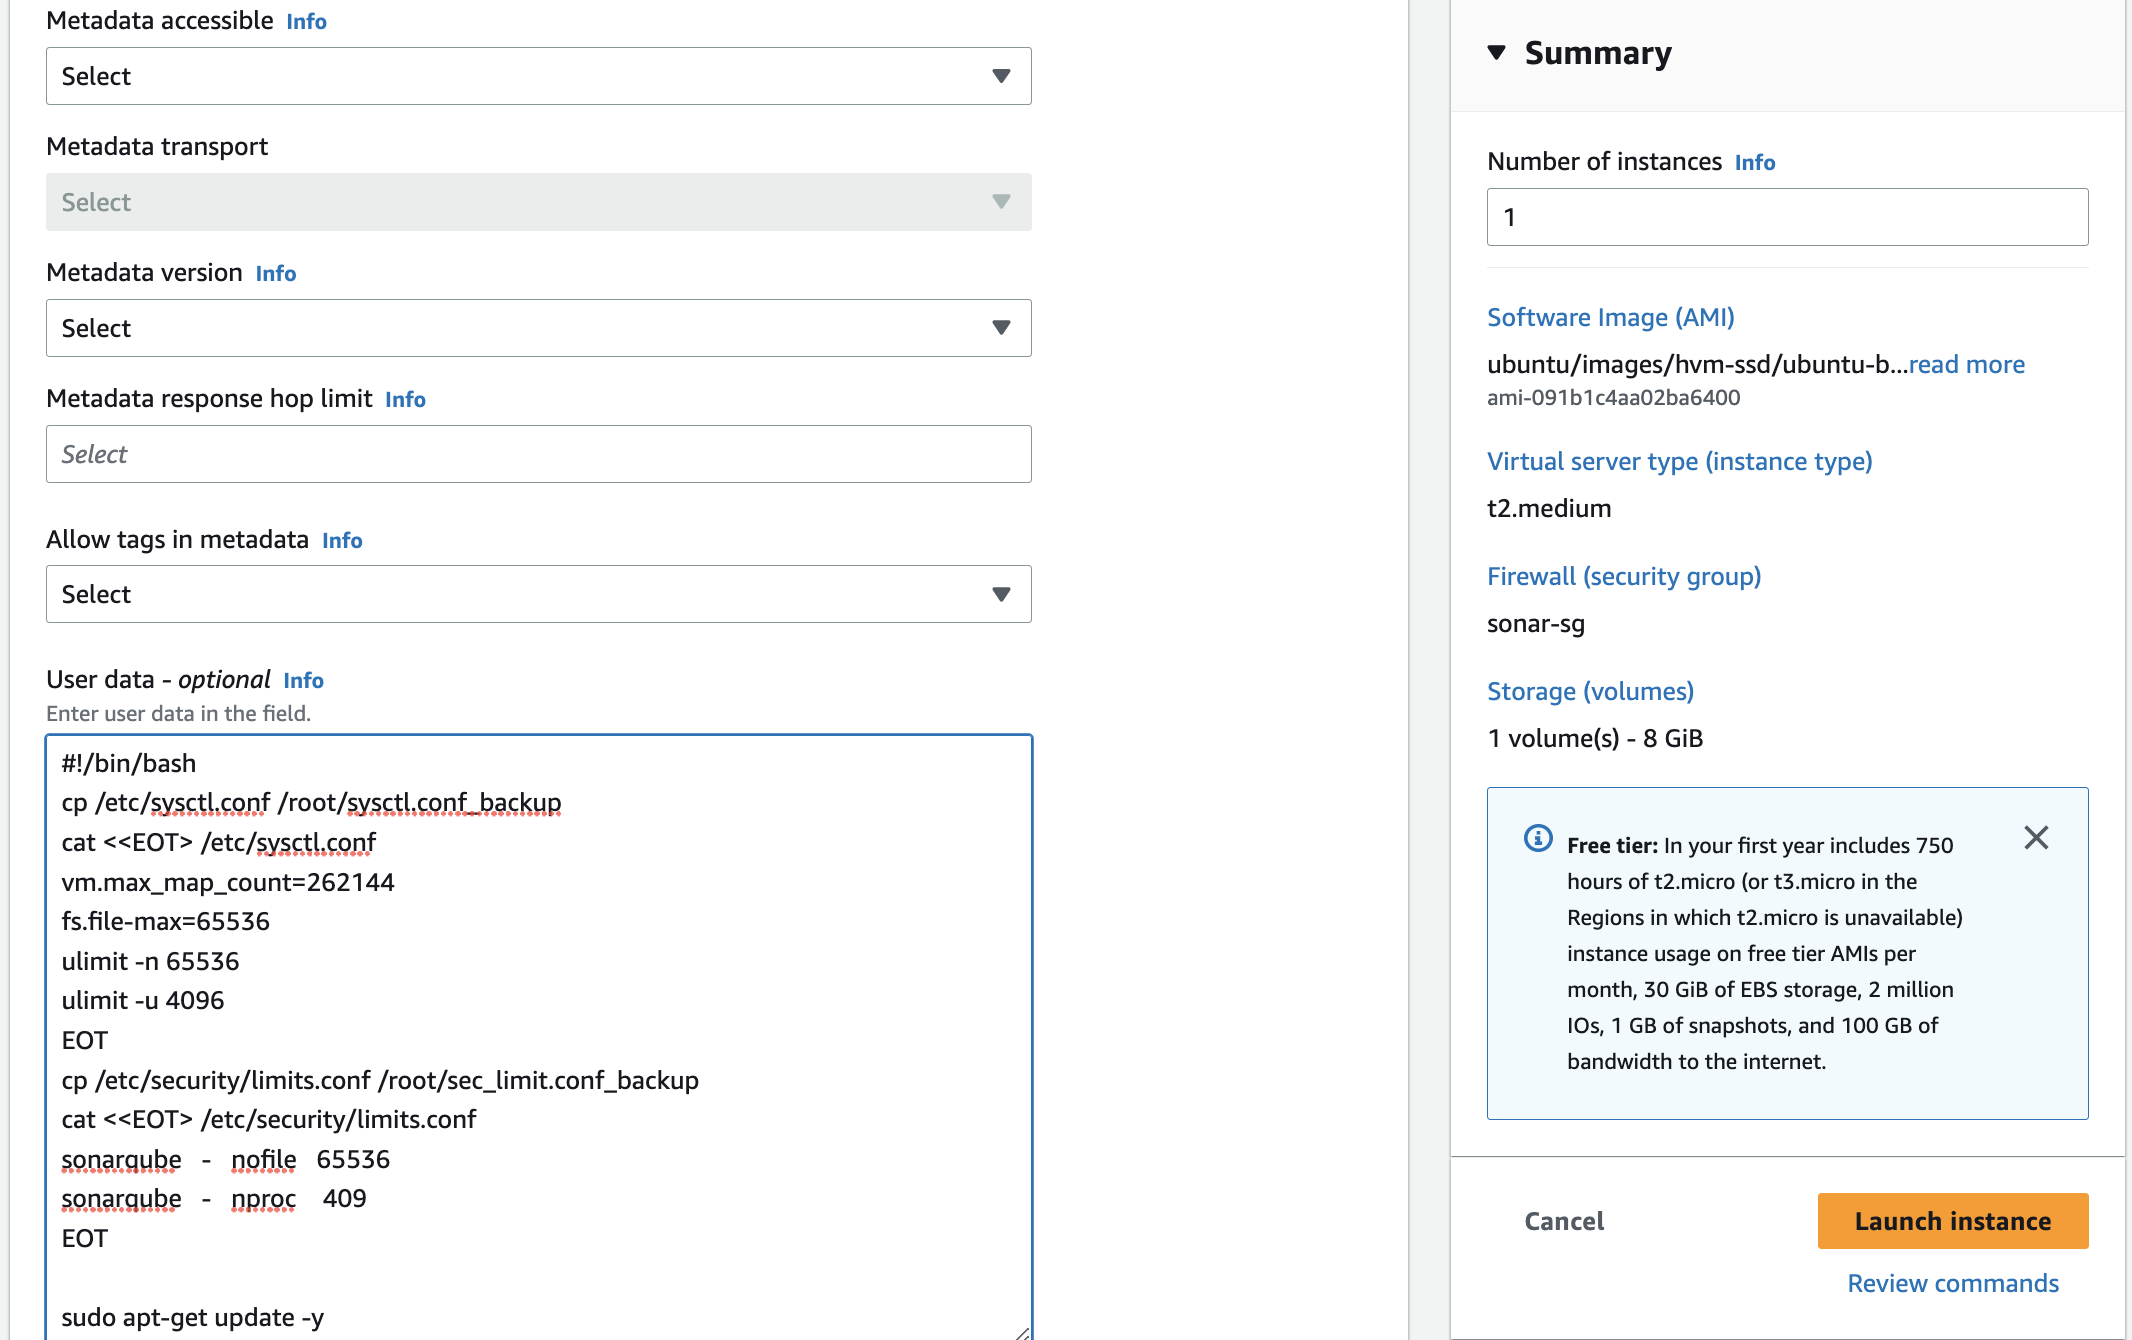 Metadata accessible Info
Select
Metadata transport
Select
Metadata version Info
Select
Metadata response hop limit Info
Select
Allow tags in metadata Info
Select
User data - optional Info
Enter user data in the field.
#!/bin/bash
cp /etc/sysctl.conf /root/sysctl.conf_backup
cat <<EOT> /etc/sysctl.conf
vm.max_map_count=262144
fs.file-max=65536
ulimit -n 65536
ulimit -u 4096
EOT
cp /etc/security/limits.conf /root/sec_limit.conf_backup
cat <<EOT> /etc/security/limits.conf
sonarqube - nofile 65536
sonarqube - nproc 409
EOT
sudo apt-get update -y
Summary
Number of instances Info
1
Software Image (AMI)
ubuntu/images/hvm-ssd/ubuntu-b...read more
ami-091b1c4aa02ba6400
Virtual server type (instance type)
t2.medium
Firewall (security group)
sonar-sg
Storage (volumes)
1 volume(s) - 8 GiB
Free tier: In your first year includes 750
hours of t2.micro (or t3.micro in the
Regions in which t2.micro is unavailable)
instance usage on free tier AMIs per
month, 30 GiB of EBS storage, 2 million
IOs, 1 GB of snapshots, and 100 GB of
bandwidth to the internet.
Cancel
Launch instance
Review commands